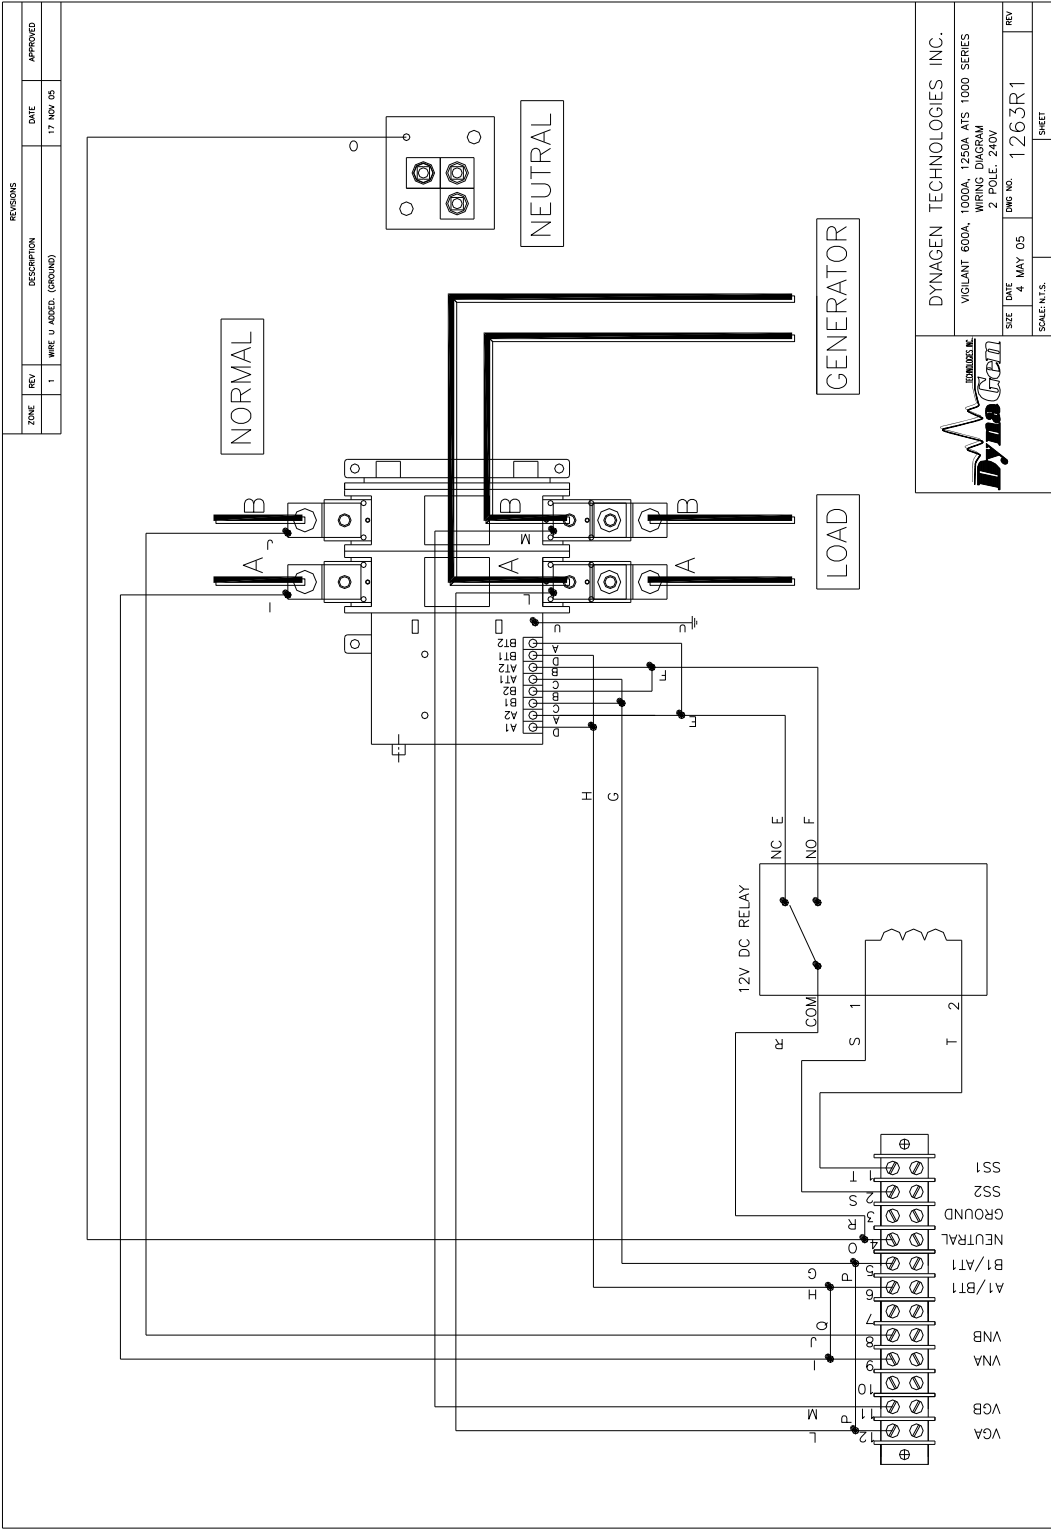 REVISIONS
ZONE REV DESCRIPTION DATE APPROVED
1 WIRE U ADDED. (GROUND) 17 NOV 05
O
NEUTRAL
NORMAL
GENERATOR
LOAD
A B
I J
A B
L M
A B
U U
A1 A2 B1 B2 AT1 AT2 BT1 BT2
D A C B C B D A
F
E
H G
NC E
NO F
12V DC RELAY
COM
R
S 1
T 2
T 1 SS1
S 2 SS2
R 3 GROUND
O 4 NEUTRAL
G P 5 B1/AT1
H 6 A1/BT1
Q 7
J 8 VNB
I 9 VNA
10
M 11 VGB
L P 12 VGA
DynaGen
TECHNOLOGIES INC.
DYNAGEN TECHNOLOGIES INC.
VIGILANT 600A, 1000A, 1250A ATS 1000 SERIES
WIRING DIAGRAM
2 POLE, 240V
SIZE DATE 4 MAY 05 DWG NO. 1263R1 REV
SCALE: N.T.S. SHEET